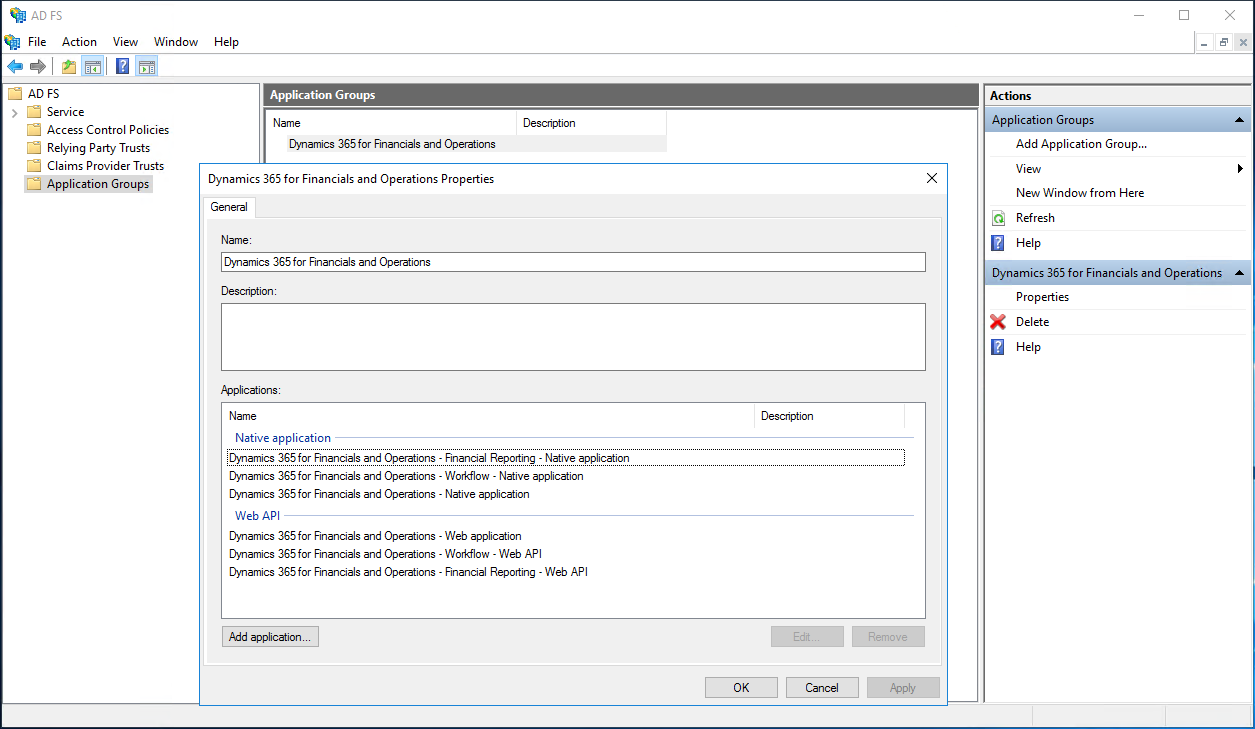 AD FS
File Action View Window Help
AD FS
Service
Access Control Policies
Relying Party Trusts
Claims Provider Trusts
Application Groups
Application Groups
Name Description
Dynamics 365 for Financials and Operations
Dynamics 365 for Financials and Operations Properties
General
Name:
Dynamics 365 for Financials and Operations
Description:
Applications:
Name Description
Native application
Dynamics 365 for Financials and Operations - Financial Reporting - Native application
Dynamics 365 for Financials and Operations - Workflow - Native application
Dynamics 365 for Financials and Operations - Native application
Web API
Dynamics 365 for Financials and Operations - Web application
Dynamics 365 for Financials and Operations - Workflow - Web API
Dynamics 365 for Financials and Operations - Financial Reporting - Web API
Add application... Edit... Remove
OK Cancel Apply
Actions
Application Groups
Add Application Group...
View
New Window from Here
Refresh
Help
Dynamics 365 for Financials and Operations
Properties
Delete
Help